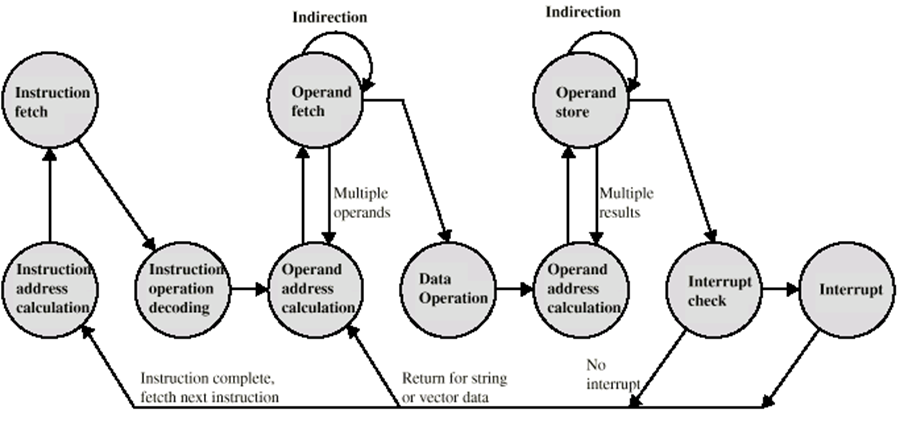 Indirection
Indirection
Instruction
fetch
Operand
fetch
Operand
store
Multiple
operands
Multiple
results
Instruction
address
calculation
Instruction
operation
decoding
Operand
address
calculation
Data
Operation
Operand
address
calculation
Interrupt
check
Interrupt
Instruction complete,
fetcth next instruction
Return for string
or vector data
No
interrupt